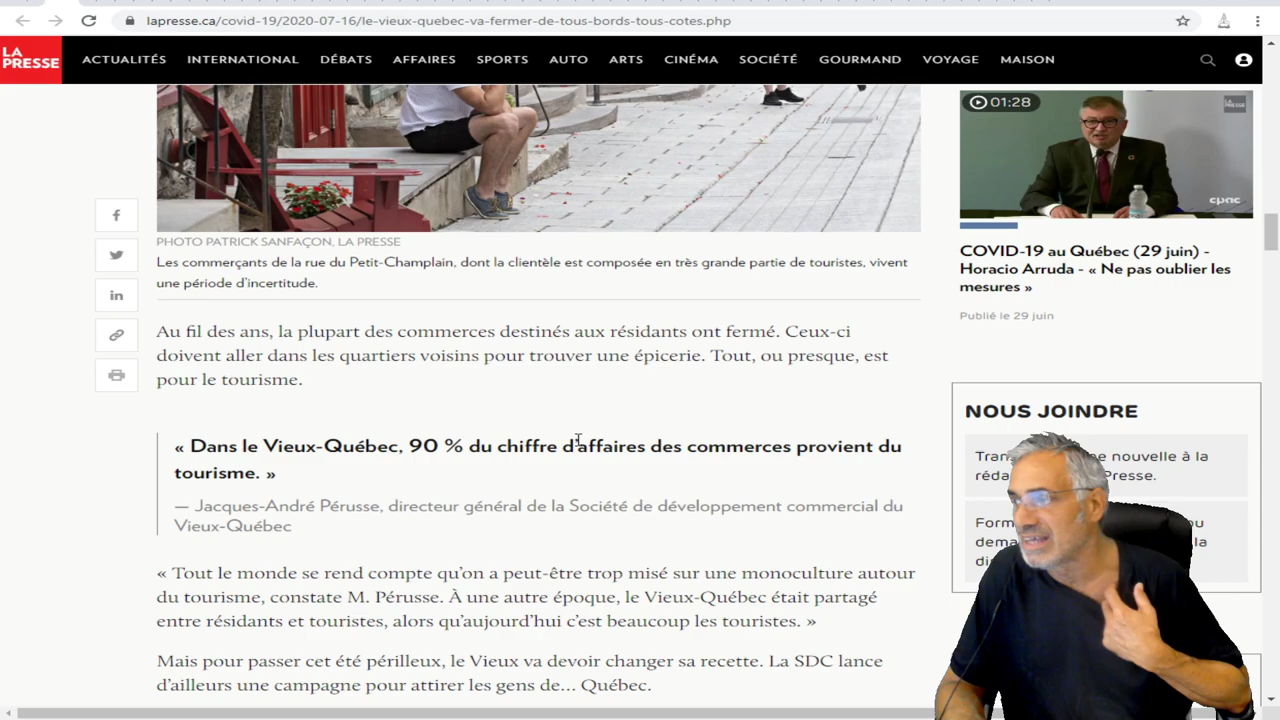 lapresse.ca/covid-19/2020-07-16/le-vieux-quebec-va-fermer-de-tous-bords-tous-cotes.php
LA
PRESSE
ACTUALITÉS INTERNATIONAL DÉBATS AFFAIRES SPORTS AUTO ARTS CINÉMA SOCIÉTÉ GOURMAND VOYAGE MAISON
PHOTO PATRICK SANFAÇON, LA PRESSE
Les commerçants de la rue du Petit-Champlain, dont la clientèle est composée en très grande partie de touristes, vivent
une période d'incertitude.
Au fil des ans, la plupart des commerces destinés aux résidants ont fermé. Ceux-ci
doivent aller dans les quartiers voisins pour trouver une épicerie. Tout, ou presque, est
pour le tourisme.
« Dans le Vieux-Québec, 90 % du chiffre d'affaires des commerces provient du
tourisme. »
— Jacques-André Pérusse, directeur général de la Société de développement commercial du
Vieux-Québec
« Tout le monde se rend compte qu'on a peut-être trop misé sur une monoculture autour
du tourisme, constate M. Pérusse. À une autre époque, le Vieux-Québec était partagé
entre résidants et touristes, alors qu'aujourd'hui c'est beaucoup les touristes. »
Mais pour passer cet été périlleux, le Vieux va devoir changer sa recette. La SDC lance
d'ailleurs une campagne pour attirer les gens de... Québec.
01:28
LA PRESSE
cpac
COVID-19 au Québec (29 juin) -
Horacio Arruda - « Ne pas oublier les
mesures »
Publié le 29 juin
NOUS JOINDRE
ne nouvelle à la
Presse.